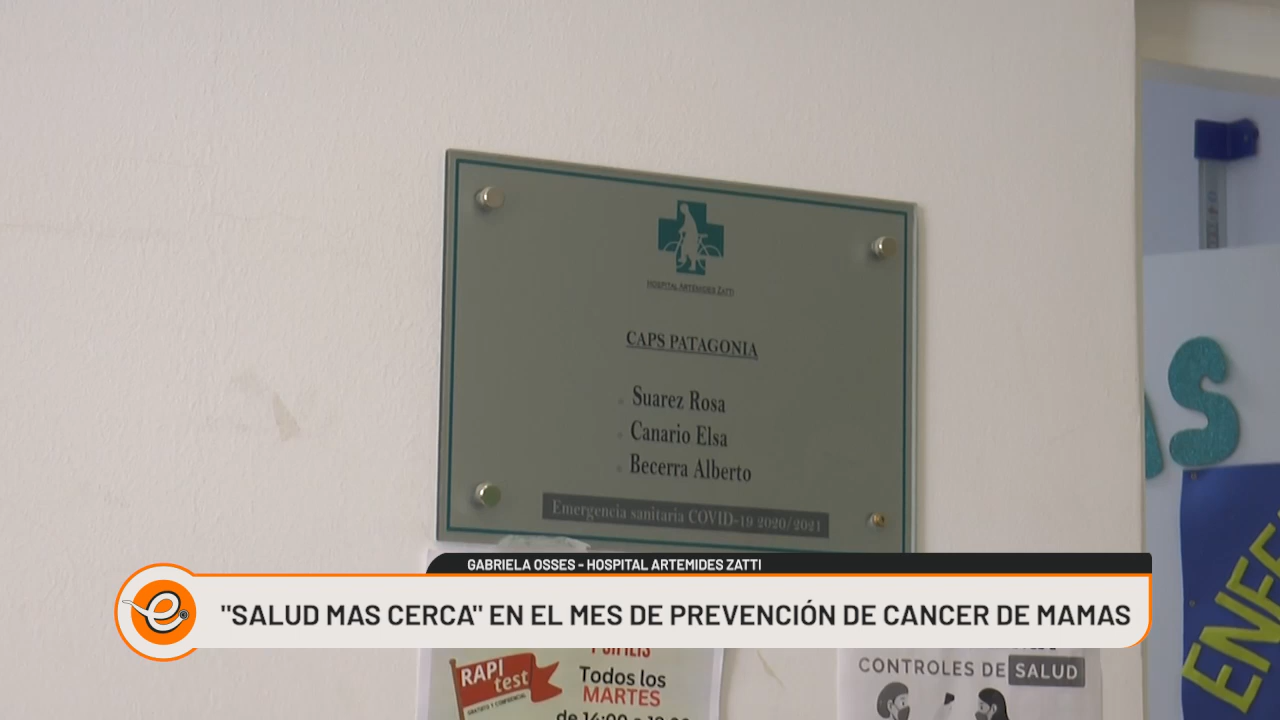 HOSPITAL ARTEMIDES ZATTI
CAPS PATAGONIA
Suarez Rosa
Canario Elsa
Becerra Alberto
Emergencia sanitaria COVID-19 2020/2021
GABRIELA OSSES - HOSPITAL ARTEMIDES ZATTI
"SALUD MAS CERCA" EN EL MES DE PREVENCIÓN DE CANCER DE MAMAS
RAPI
test
GRATUITO Y CONFIDENCIAL
Todos los
MARTES
CONTROLES DE SALUD